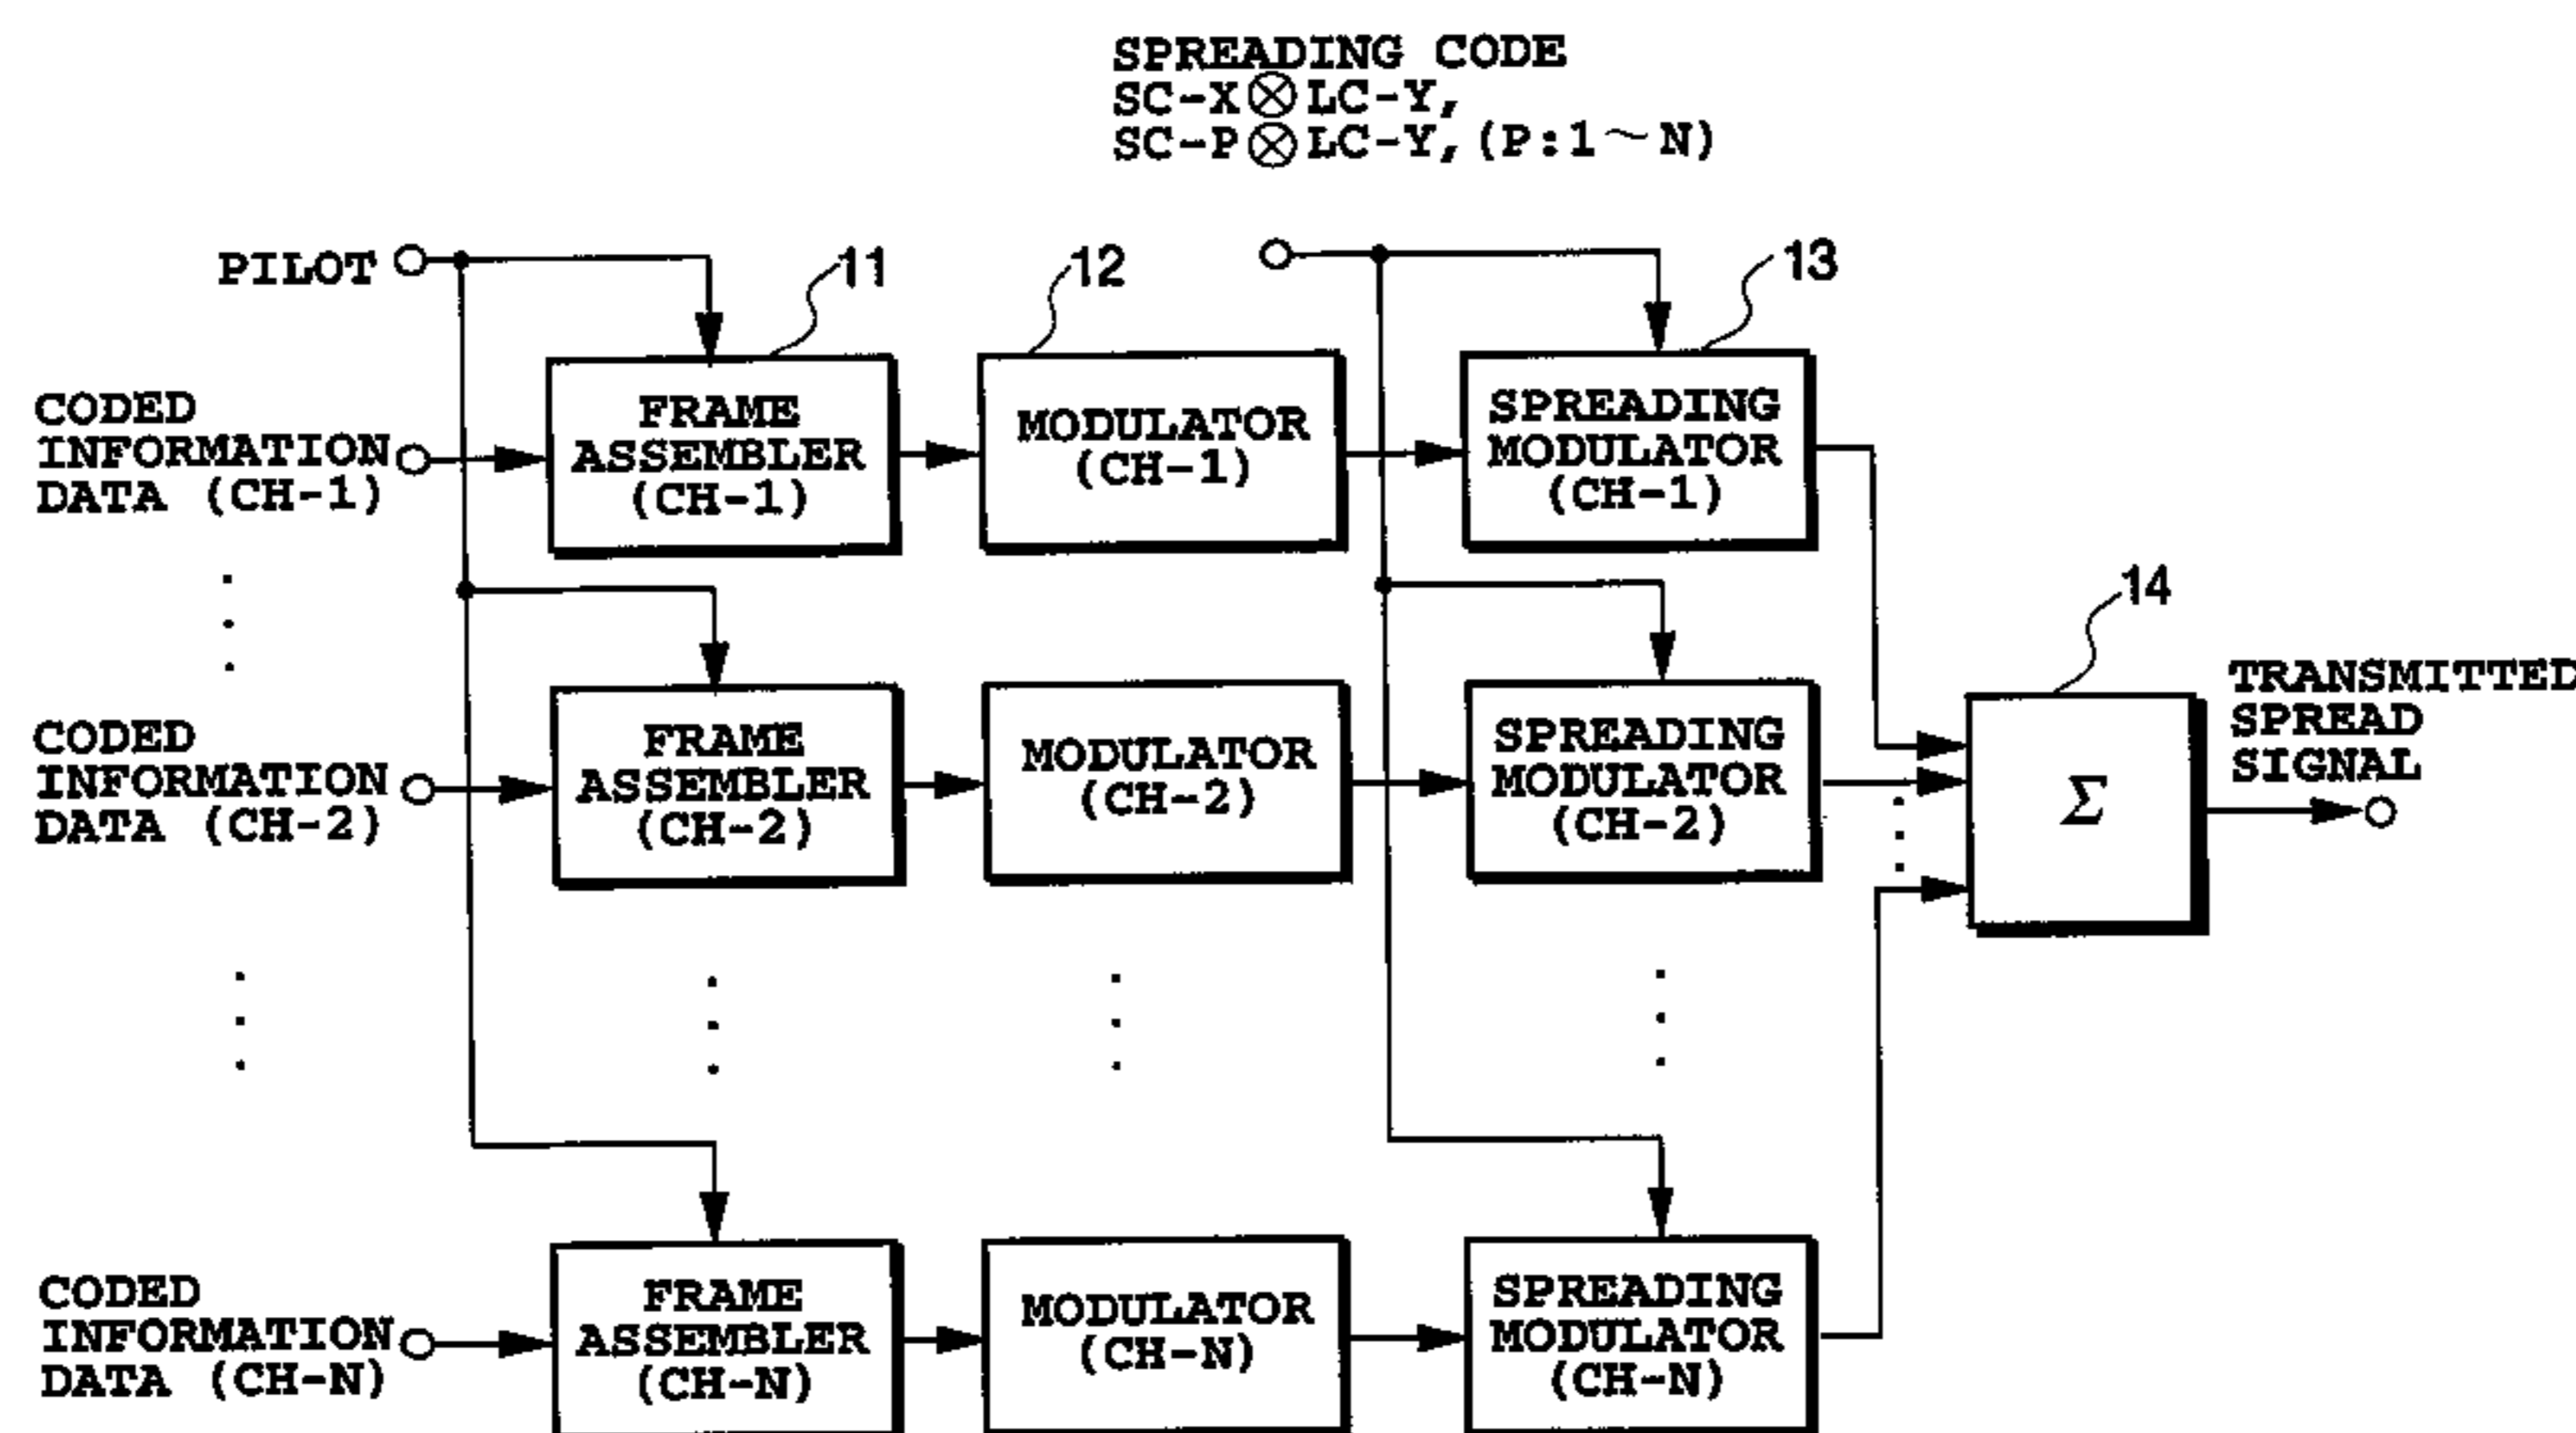 SPREADING CODE
SC-X⊗LC-Y,
SC-P⊗LC-Y, (P:1~N)
PILOT
11
12
13
CODED
INFORMATION
DATA (CH-1)
FRAME
ASSEMBLER
(CH-1)
MODULATOR
(CH-1)
SPREADING
MODULATOR
(CH-1)
14
CODED
INFORMATION
DATA (CH-2)
FRAME
ASSEMBLER
(CH-2)
MODULATOR
(CH-2)
SPREADING
MODULATOR
(CH-2)
Σ
TRANSMITTED
SPREAD
SIGNAL
CODED
INFORMATION
DATA (CH-N)
FRAME
ASSEMBLER
(CH-N)
MODULATOR
(CH-N)
SPREADING
MODULATOR
(CH-N)